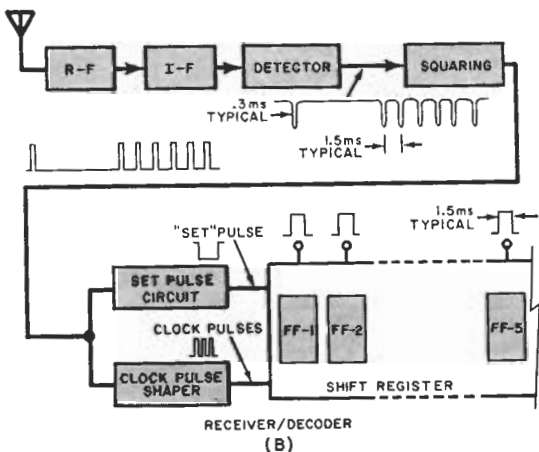 R-F
I-F
DETECTOR
SQUARING
.3ms
TYPICAL
1.5ms
TYPICAL
1.5ms
TYPICAL
"SET" PULSE
SET PULSE
CIRCUIT
CLOCK PULSES
CLOCK PULSE
SHAPER
FF-1
FF-2
FF-5
SHIFT REGISTER
RECEIVER/DECODER
(B)